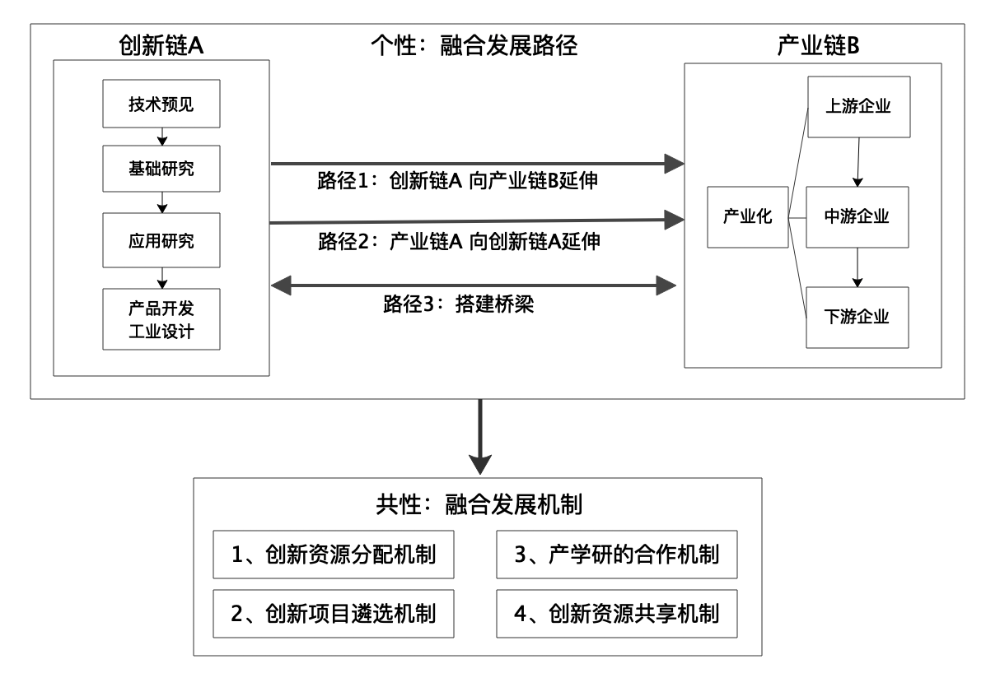 创新链A
个性：融合发展路径
产业链B
技术预见
基础研究
应用研究
产品开发
工业设计
路径1：创新链A 向产业链B延伸
路径2：产业链A 向创新链A延伸
路径3：搭建桥梁
产业化
上游企业
中游企业
下游企业
共性：融合发展机制
1、创新资源分配机制
3、产学研的合作机制
2、创新项目遴选机制
4、创新资源共享机制